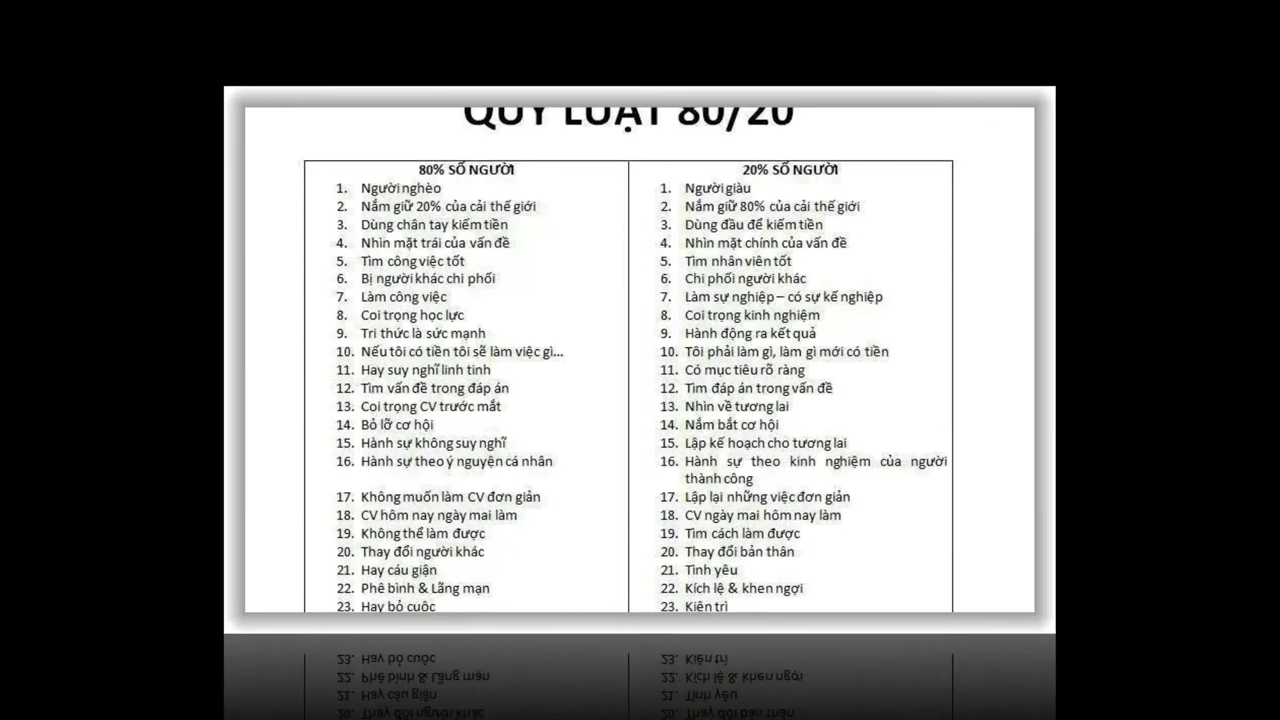 QUY LUẬT 80/20
80% SỐ NGƯỜI
1. Người nghèo
2. Nắm giữ 20% của cải thế giới
3. Dùng chân tay kiếm tiền
4. Nhìn mặt trái của vấn đề
5. Tìm công việc tốt
6. Bị người khác chi phối
7. Làm công việc
8. Coi trọng học lực
9. Tri thức là sức mạnh
10. Nếu tôi có tiền tôi sẽ làm việc gì...
11. Hay suy nghĩ linh tinh
12. Tìm vấn đề trong đáp án
13. Coi trọng CV trước mắt
14. Bỏ lỡ cơ hội
15. Hành sự không suy nghĩ
16. Hành sự theo ý nguyện cá nhân
17. Không muốn làm CV đơn giản
18. CV hôm nay ngày mai làm
19. Không thể làm được
20. Thay đổi người khác
21. Hay cáu giận
22. Phê bình & Lãng mạn
23. Hay bỏ cuộc
20% SỐ NGƯỜI
1. Người giàu
2. Nắm giữ 80% của cải thế giới
3. Dùng đầu để kiếm tiền
4. Nhìn mặt chính của vấn đề
5. Tìm nhân viên tốt
6. Chi phối người khác
7. Làm sự nghiệp – có sự kế nghiệp
8. Coi trọng kinh nghiệm
9. Hành động ra kết quả
10. Tôi phải làm gì, làm gì mới có tiền
11. Có mục tiêu rõ ràng
12. Tìm đáp án trong vấn đề
13. Nhìn về tương lai
14. Nắm bắt cơ hội
15. Lập kế hoạch cho tương lai
16. Hành sự theo kinh nghiệm của người
thành công
17. Lặp lại những việc đơn giản
18. CV ngày mai hôm nay làm
19. Tìm cách làm được
20. Thay đổi bản thân
21. Tình yêu
22. Kích lệ & khen ngợi
23. Kiên trì